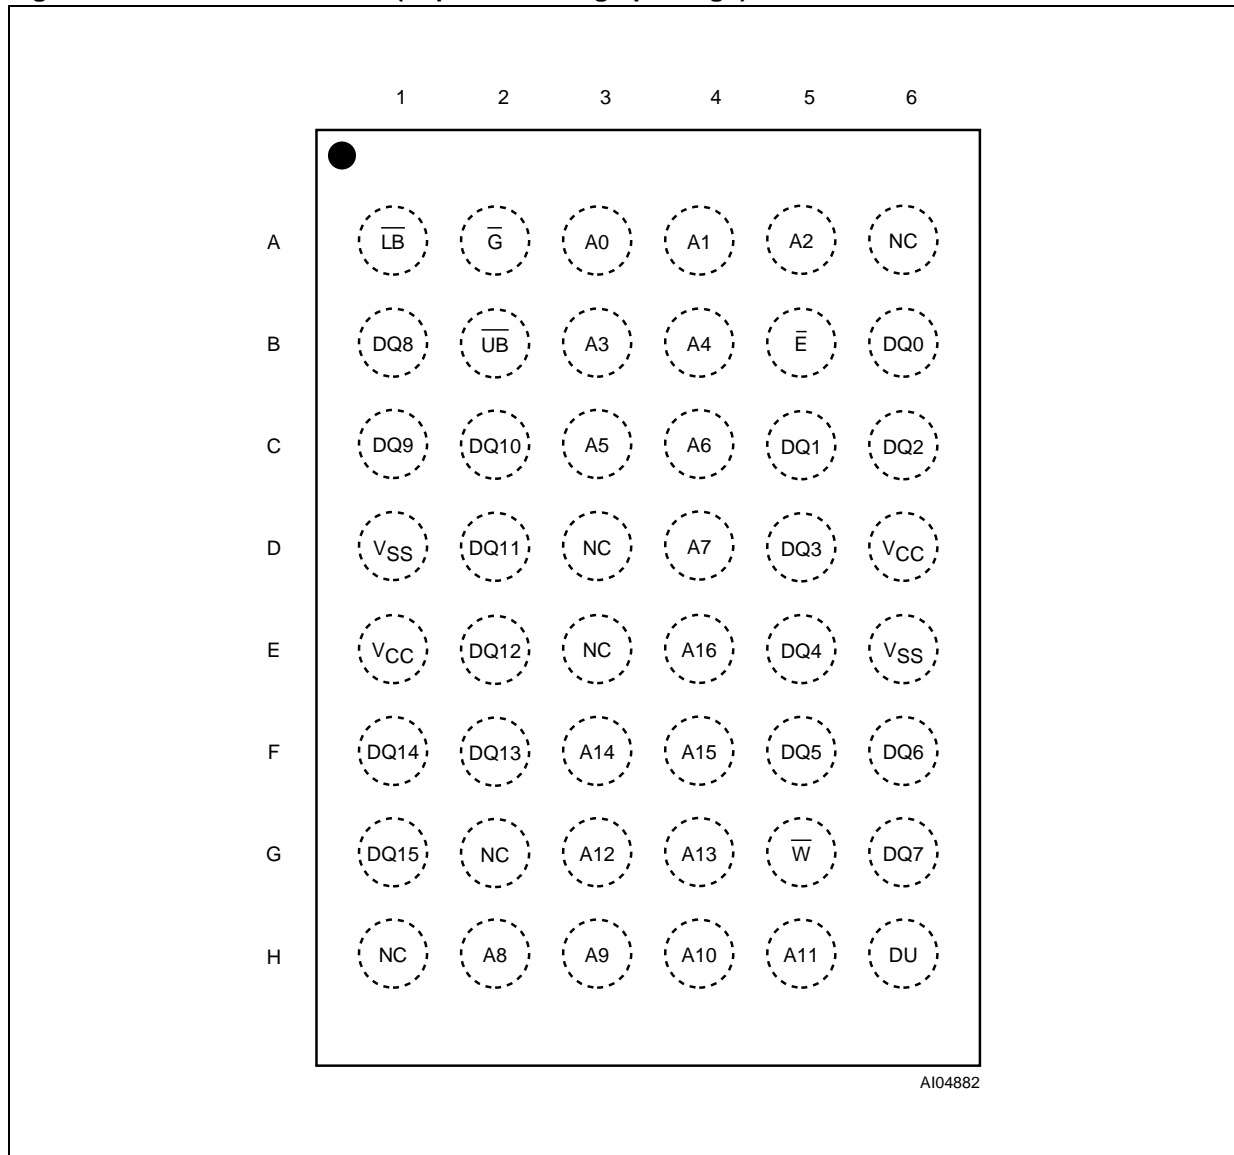 1 2 3 4 5 6
A L̅B̅ G̅ A0 A1 A2 NC
B DQ8 U̅B̅ A3 A4 E̅ DQ0
C DQ9 DQ10 A5 A6 DQ1 DQ2
D VSS DQ11 NC A7 DQ3 VCC
E VCC DQ12 NC A16 DQ4 VSS
F DQ14 DQ13 A14 A15 DQ5 DQ6
G DQ15 NC A12 A13 W̅ DQ7
H NC A8 A9 A10 A11 DU
AI04882